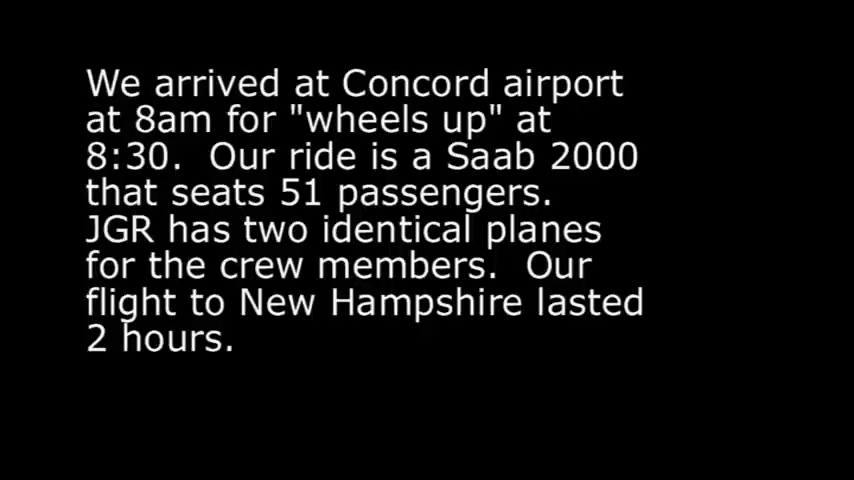 We arrived at Concord airport
at 8am for "wheels up" at
8:30.  Our ride is a Saab 2000
that seats 51 passengers.
JGR has two identical planes
for the crew members.  Our
flight to New Hampshire lasted
2 hours.